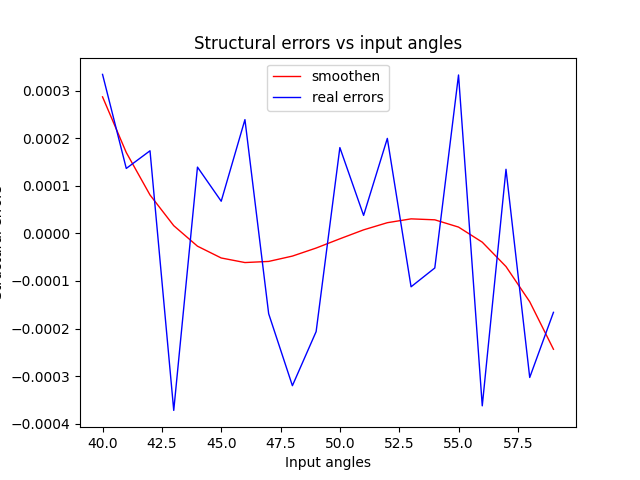 Structural errors vs input angles
smoothen
real errors
0.0003
0.0002
0.0001
0.0000
−0.0001
−0.0002
−0.0003
−0.0004
40.0 42.5 45.0 47.5 50.0 52.5 55.0 57.5
Input angles